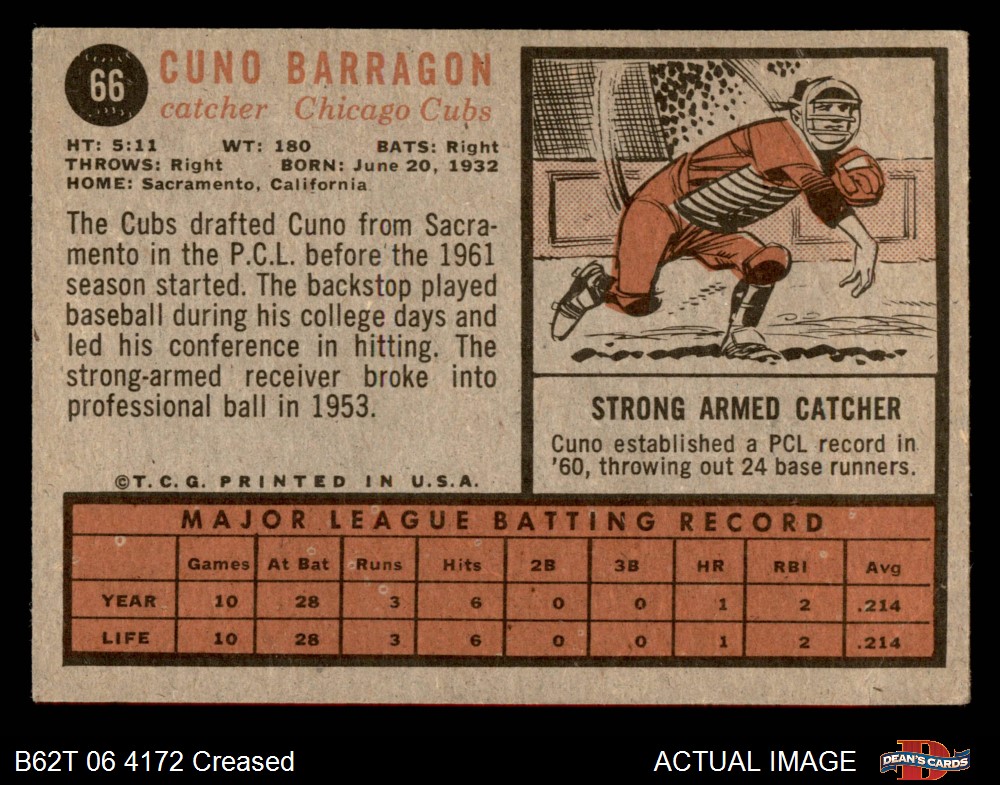 66
CUNO BARRAGON
catcher Chicago Cubs
HT: 5:11 WT: 180 BATS: Right
THROWS: Right BORN: June 20, 1932
HOME: Sacramento, California
The Cubs drafted Cuno from Sacra-
mento in the P.C.L. before the 1961
season started. The backstop played
baseball during his college days and
led his conference in hitting. The
strong-armed receiver broke into
professional ball in 1953.
©T.C.G. PRINTED IN U.S.A.
STRONG ARMED CATCHER
Cuno established a PCL record in
'60, throwing out 24 base runners.
MAJOR LEAGUE BATTING RECORD
Games At Bat Runs Hits 2B 3B HR RBI Avg
YEAR 10 28 3 6 0 0 1 2 .214
LIFE 10 28 3 6 0 0 1 2 .214
B62T 06 4172 Creased ACTUAL IMAGE DEAN'S CARDS